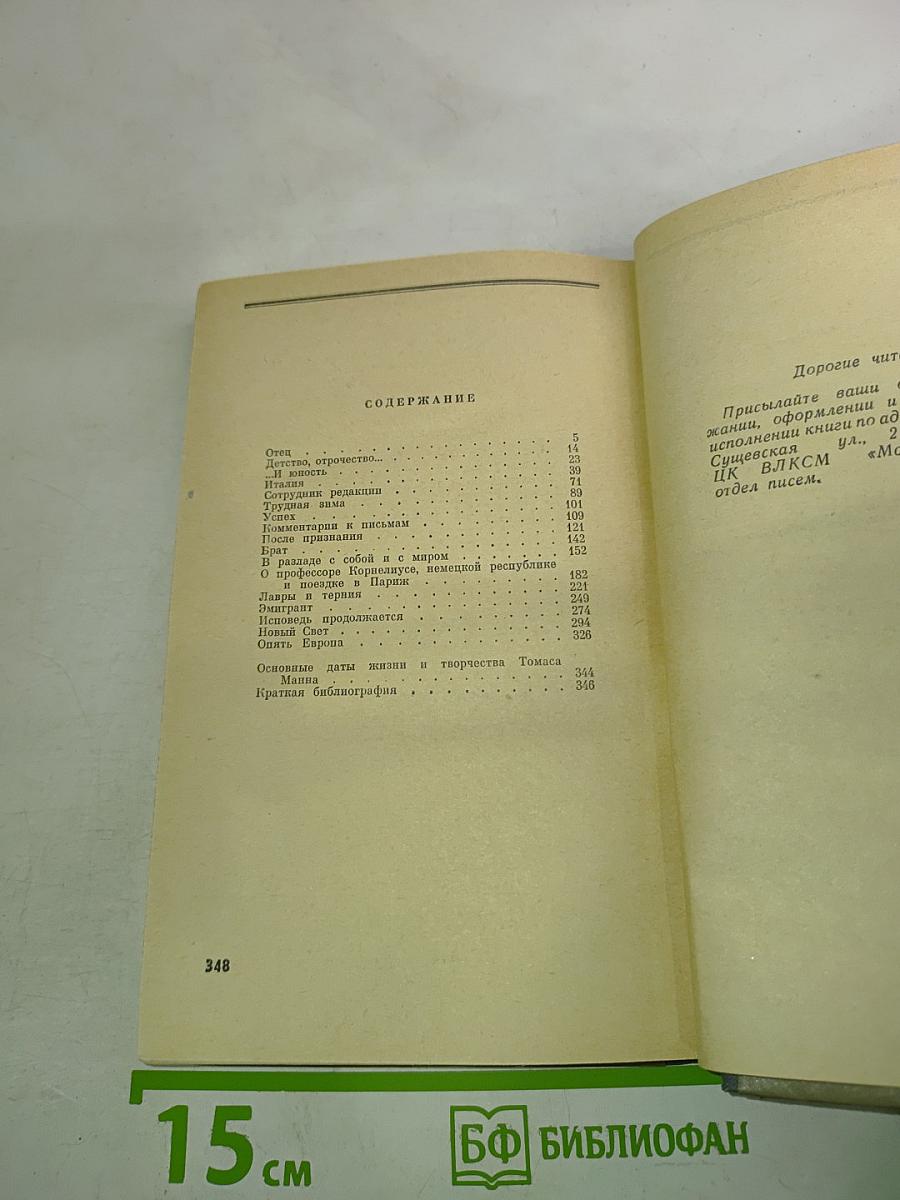 СОДЕРЖАНИЕ
Отец . . . . . . . . . . . . . . . . 5
Детство, отрочество... . . . . . . . . . . 14
...И юность . . . . . . . . . . . . . . 23
Италия . . . . . . . . . . . . . . . . 39
Сотрудник редакции . . . . . . . . . . . 71
Трудная зима . . . . . . . . . . . . . 89
Успех . . . . . . . . . . . . . . . . 101
Комментарии к письмам . . . . . . . . . 109
После признания . . . . . . . . . . . . 121
Брат . . . . . . . . . . . . . . . . 142
В разладе с собой и с миром . . . . . . . 152
О профессоре Корнелиусе, немецкой республике
и поездке в Париж . . . . . . . . . 182
Лавры и терния . . . . . . . . . . . . 221
Эмигрант . . . . . . . . . . . . . . 249
Исповедь продолжается . . . . . . . . . 274
Новый Свет . . . . . . . . . . . . . . 294
Опять Европа . . . . . . . . . . . . . 326
Основные даты жизни и творчества Томаса
Манна . . . . . . . . . . . . . . 344
Краткая библиография . . . . . . . . . . 346
348
Дорогие чит
Присылайте ваши
жании, оформлении и
исполнении книги по ад
Сущевская ул., 2
ЦК ВЛКСМ «Мо
отдел писем.
15 см
БФ БИБЛИОФАН